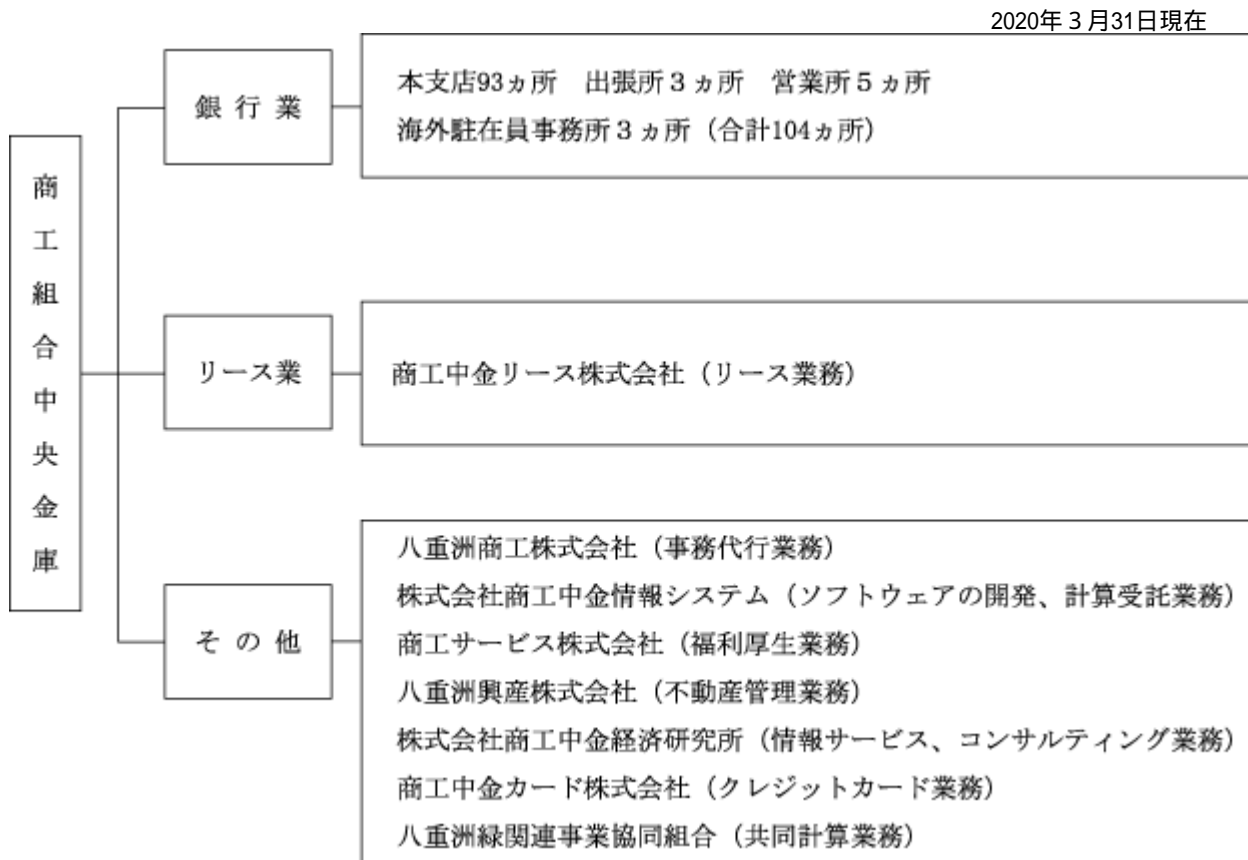 2020年３月31日現在
商工組合中央金庫
銀行業
本支店93ヵ所　出張所３ヵ所　営業所５ヵ所
海外駐在員事務所３ヵ所（合計104ヵ所）
リース業
商工中金リース株式会社（リース業務）
その他
八重洲商工株式会社（事務代行業務）
株式会社商工中金情報システム（ソフトウェアの開発、計算受託業務）
商工サービス株式会社（福利厚生業務）
八重洲興産株式会社（不動産管理業務）
株式会社商工中金経済研究所（情報サービス、コンサルティング業務）
商工中金カード株式会社（クレジットカード業務）
八重洲緑関連事業協同組合（共同計算業務）